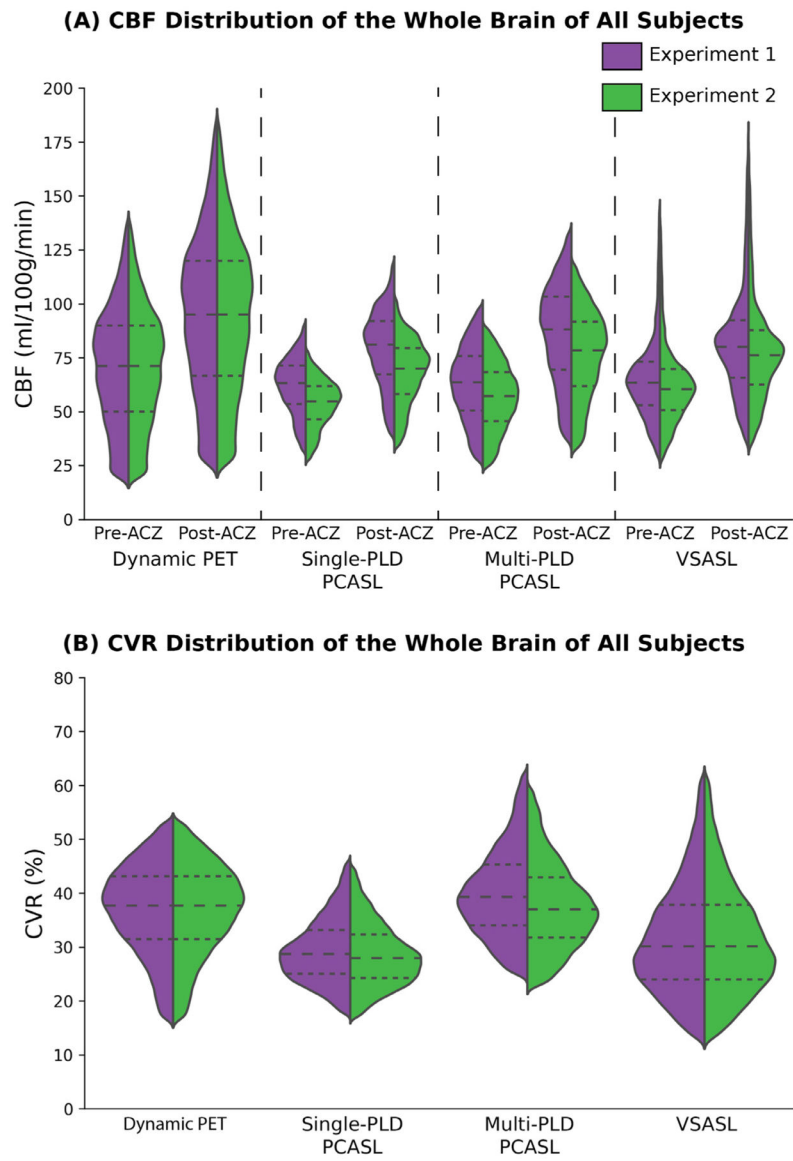 (A) CBF Distribution of the Whole Brain of All Subjects
Experiment 1
Experiment 2
CBF (ml/100g/min)
200
175
150
125
100
75
50
25
0
Pre-ACZ Post-ACZ Pre-ACZ Post-ACZ Pre-ACZ Post-ACZ Pre-ACZ Post-ACZ
Dynamic PET Single-PLD Multi-PLD VSASL
PCASL PCASL
(B) CVR Distribution of the Whole Brain of All Subjects
CVR (%)
80
70
60
50
40
30
20
10
0
Dynamic PET Single-PLD Multi-PLD VSASL
PCASL PCASL